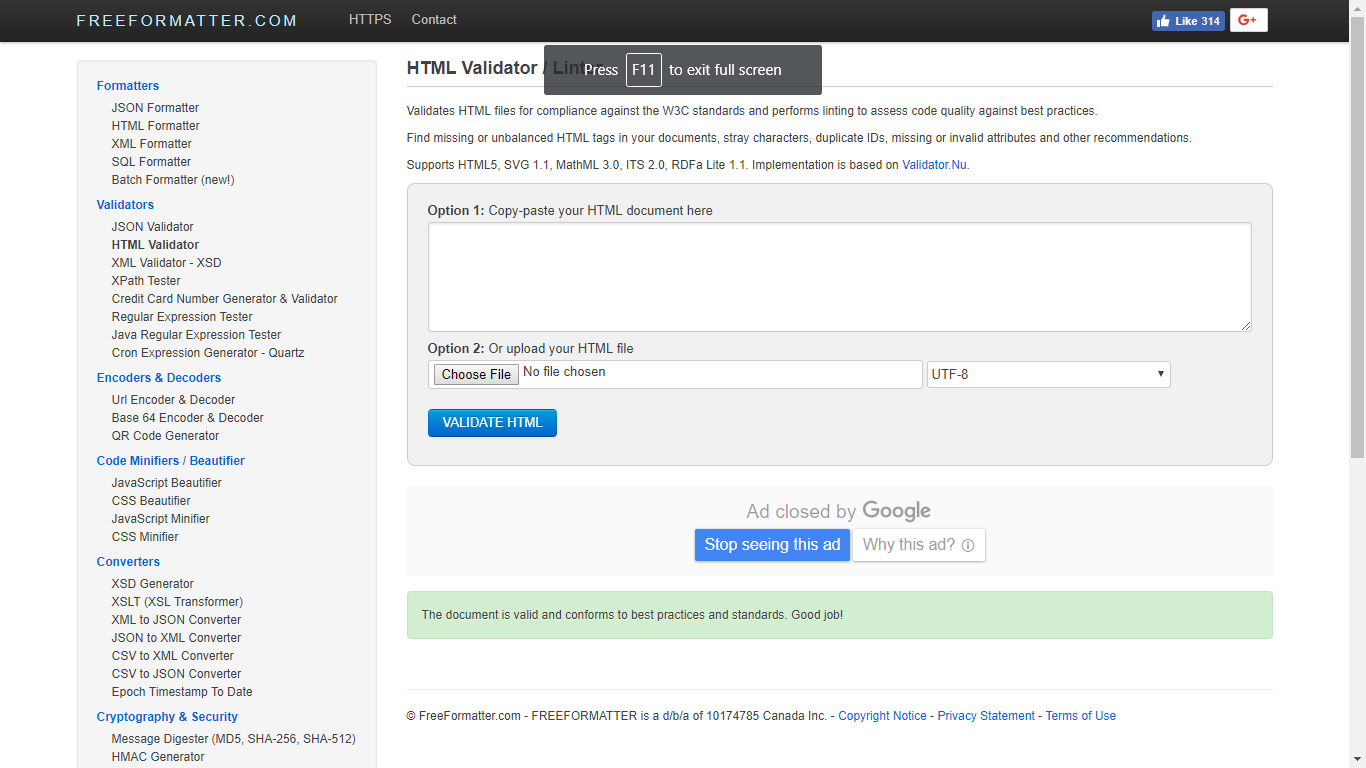 FREEFORMATTER.COM
HTTPS
Contact
Like 314
G+
Press F11 to exit full screen
Formatters
JSON Formatter
HTML Formatter
XML Formatter
SQL Formatter
Batch Formatter (new!)
Validators
JSON Validator
HTML Validator
XML Validator - XSD
XPath Tester
Credit Card Number Generator & Validator
Regular Expression Tester
Java Regular Expression Tester
Cron Expression Generator - Quartz
Encoders & Decoders
Url Encoder & Decoder
Base 64 Encoder & Decoder
QR Code Generator
Code Minifiers / Beautifier
JavaScript Beautifier
CSS Beautifier
JavaScript Minifier
CSS Minifier
Converters
XSD Generator
XSLT (XSL Transformer)
XML to JSON Converter
JSON to XML Converter
CSV to XML Converter
CSV to JSON Converter
Epoch Timestamp To Date
Cryptography & Security
Message Digester (MD5, SHA-256, SHA-512)
HMAC Generator
HTML Validator /
Validates HTML files for compliance against the W3C standards and performs linting to assess code quality against best practices.
Find missing or unbalanced HTML tags in your documents, stray characters, duplicate IDs, missing or invalid attributes and other recommendations.
Supports HTML5, SVG 1.1, MathML 3.0, ITS 2.0, RDFa Lite 1.1. Implementation is based on Validator.Nu.
Option 1: Copy-paste your HTML document here
Option 2: Or upload your HTML file
Choose File No file chosen
UTF-8
VALIDATE HTML
Ad closed by Google
Stop seeing this ad
Why this ad?
The document is valid and conforms to best practices and standards. Good job!
© FreeFormatter.com - FREEFORMATTER is a d/b/a of 10174785 Canada Inc. - Copyright Notice - Privacy Statement - Terms of Use